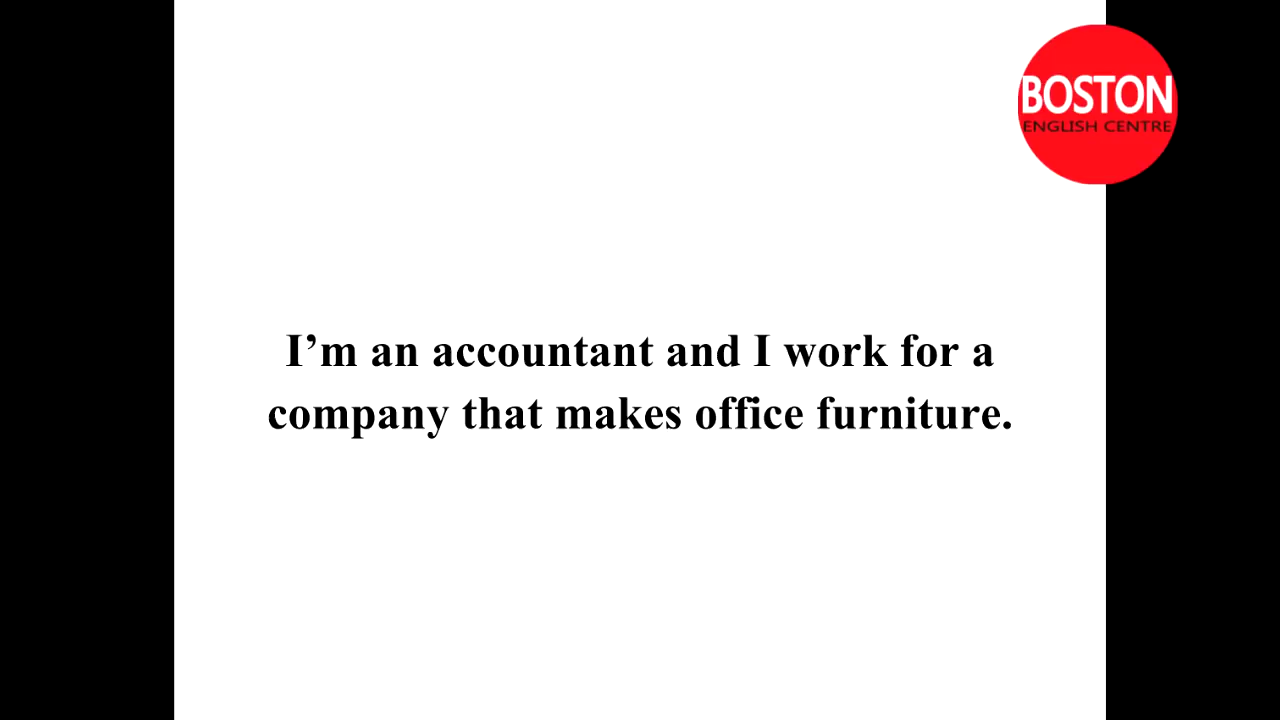 BOSTON
ENGLISH CENTRE
I’m an accountant and I work for a
company that makes office furniture.